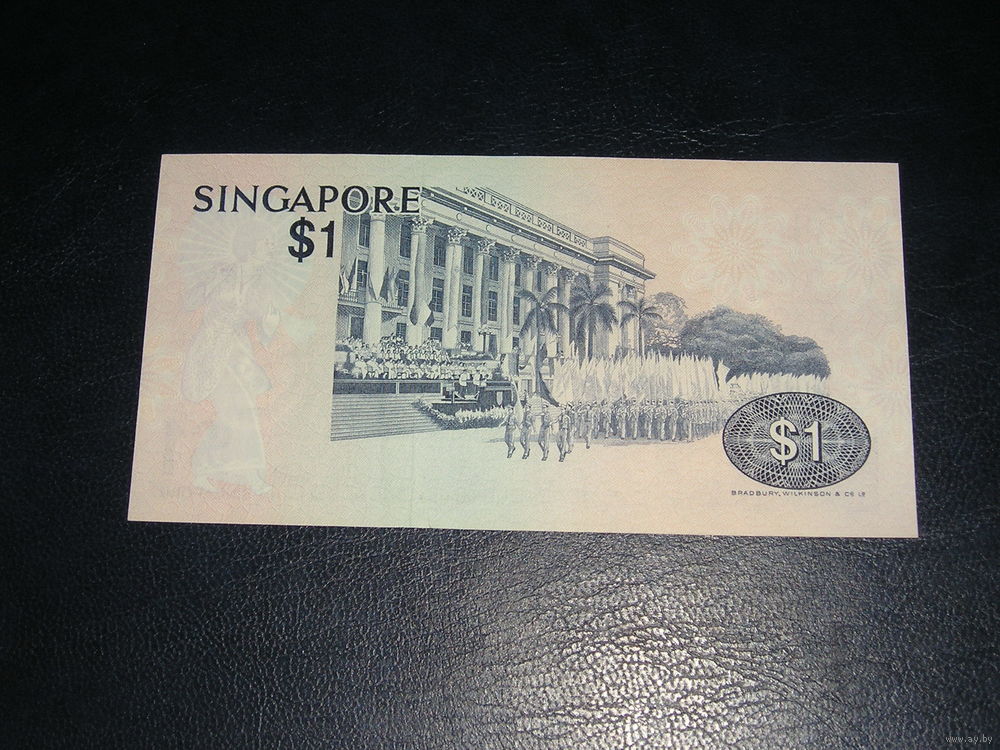 SINGAPORE
$1
$1
BRADBURY, WILKINSON & Cº Lᴰ
www.ay.by